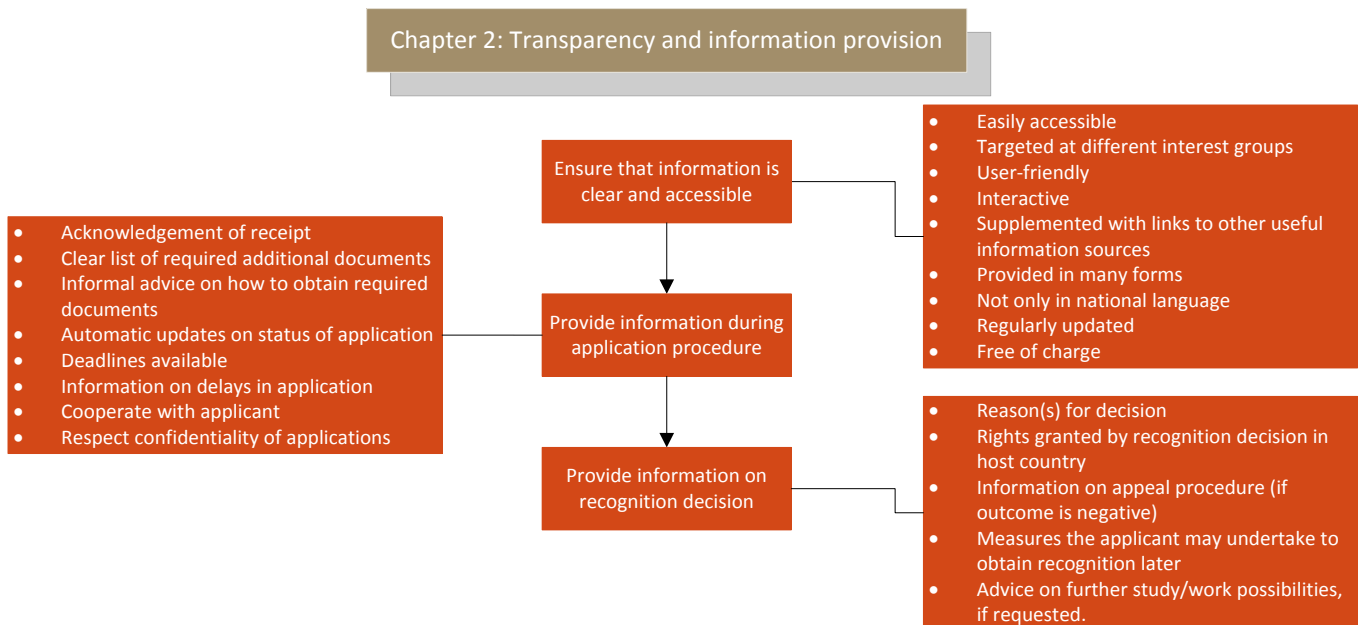 Chapter 2: Transparency and information provision
Ensure that information is
clear and accessible
• Easily accessible
• Targeted at different interest groups
• User-friendly
• Interactive
• Supplemented with links to other useful
information sources
• Provided in many forms
• Not only in national language
• Regularly updated
• Free of charge
Provide information during
application procedure
• Acknowledgement of receipt
• Clear list of required additional documents
• Informal advice on how to obtain required
documents
• Automatic updates on status of application
• Deadlines available
• Information on delays in application
• Cooperate with applicant
• Respect confidentiality of applications
Provide information on
recognition decision
• Reason(s) for decision
• Rights granted by recognition decision in
host country
• Information on appeal procedure (if
outcome is negative)
• Measures the applicant may undertake to
obtain recognition later
• Advice on further study/work possibilities,
if requested.